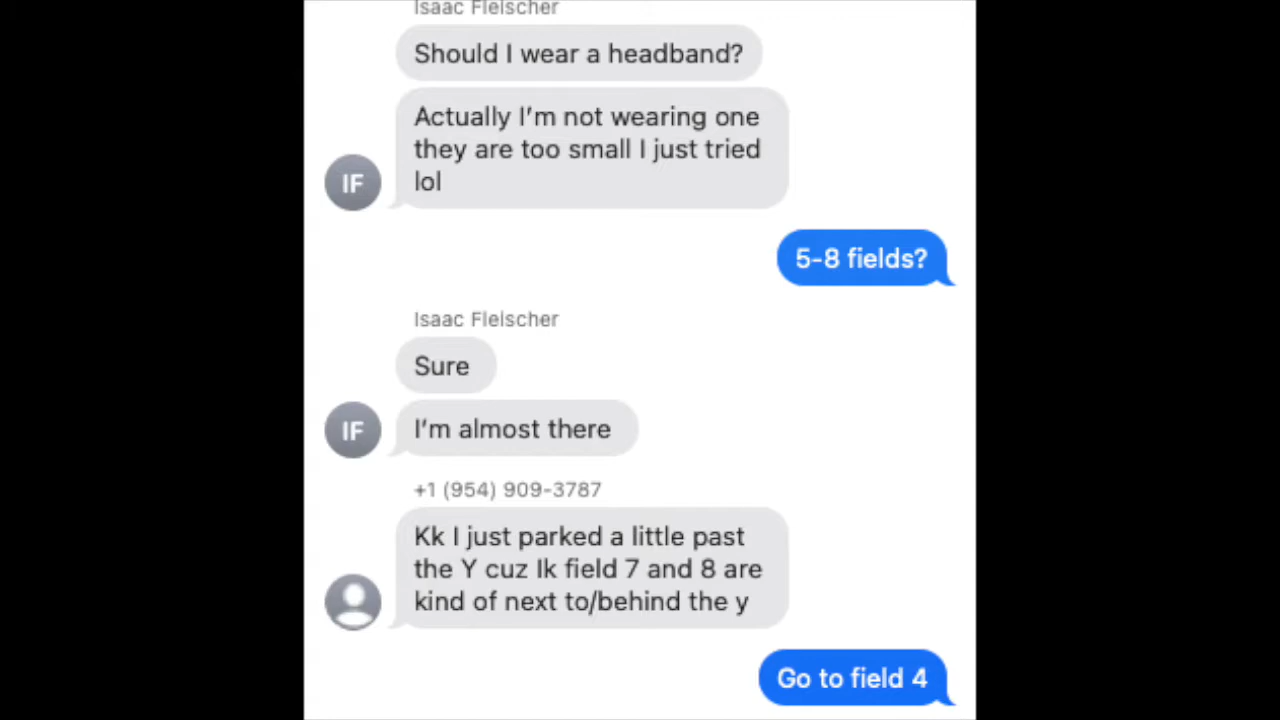 Isaac Fleischer
Should I wear a headband?
Actually I'm not wearing one
they are too small I just tried
lol
IF
5-8 fields?
Isaac Fleischer
Sure
I'm almost there
IF
+1 (954) 909-3787
Kk I just parked a little past
the Y cuz Ik field 7 and 8 are
kind of next to/behind the y
Go to field 4